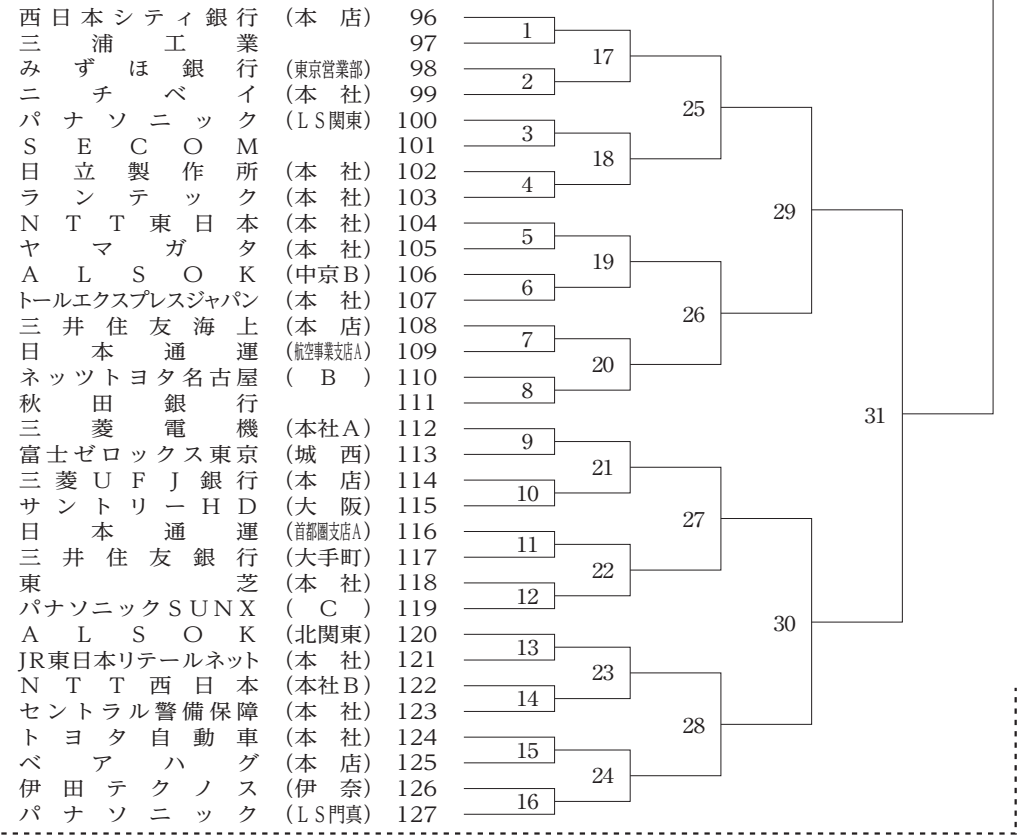 西日本シティ銀行 (本 店) 96
三浦工業 97
みずほ銀行 (東京営業部) 98
ニチベイ (本 社) 99
パナソニック (LS関東) 100
SECOM 101
日立製作所 (本 社) 102
ランテック (本 社) 103
NTT東日本 (本 社) 104
ヤマガタ (本 社) 105
ALSOK (中京B) 106
トールエクスプレスジャパン (本 社) 107
三井住友海上 (本 店) 108
日本通運 (航空事業支店A) 109
ネッツトヨタ名古屋 ( B ) 110
秋田銀行 111
三菱電機 (本社A) 112
富士ゼロックス東京 (城 西) 113
三菱UFJ銀行 (本 店) 114
サントリーHD (大 阪) 115
日本通運 (首都圏支店A) 116
三井住友銀行 (大手町) 117
東芝 (本 社) 118
パナソニックSUNX ( C ) 119
ALSOK (北関東) 120
JR東日本リテールネット (本 社) 121
NTT西日本 (本社B) 122
セントラル警備保障 (本 社) 123
トヨタ自動車 (本 社) 124
ベアハグ (本 店) 125
伊田テクノス (伊 奈) 126
パナソニック (LS門真) 127
1
2
3
4
5
6
7
8
9
10
11
12
13
14
15
16
17
18
19
20
21
22
23
24
25
26
27
28
29
30
31